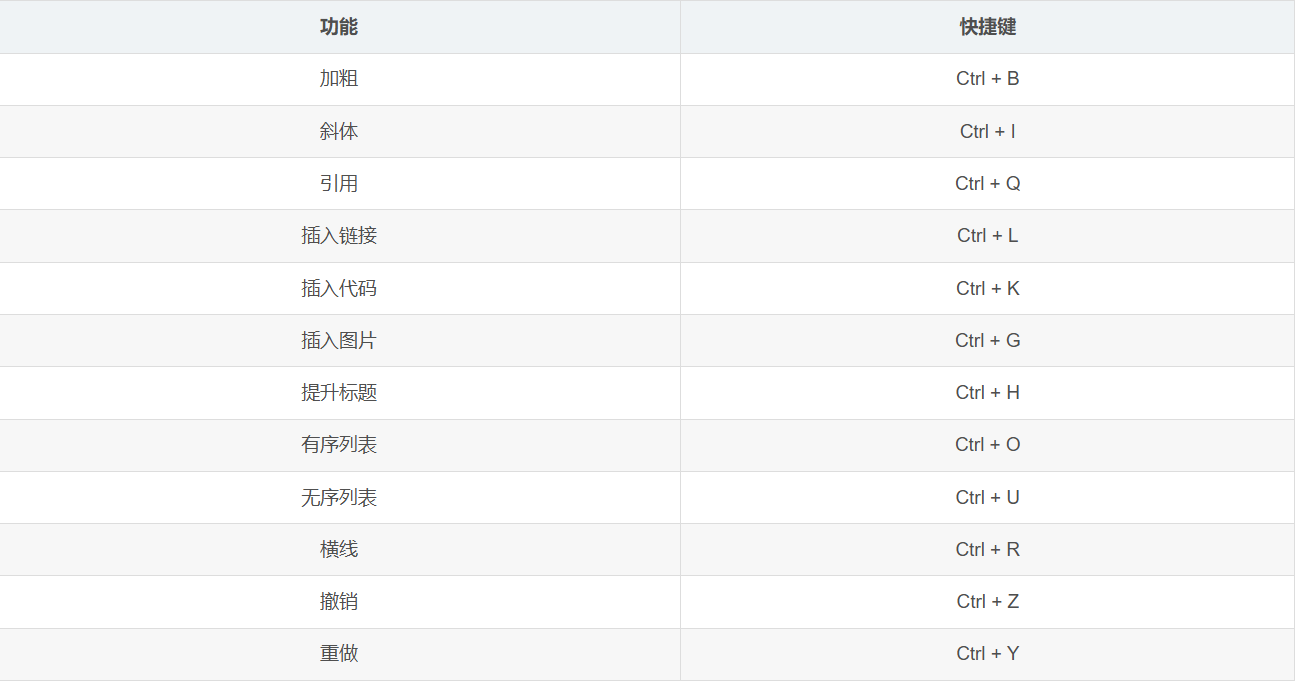 功能 快捷键
加粗 Ctrl + B
斜体 Ctrl + I
引用 Ctrl + Q
插入链接 Ctrl + L
插入代码 Ctrl + K
插入图片 Ctrl + G
提升标题 Ctrl + H
有序列表 Ctrl + O
无序列表 Ctrl + U
横线 Ctrl + R
撤销 Ctrl + Z
重做 Ctrl + Y